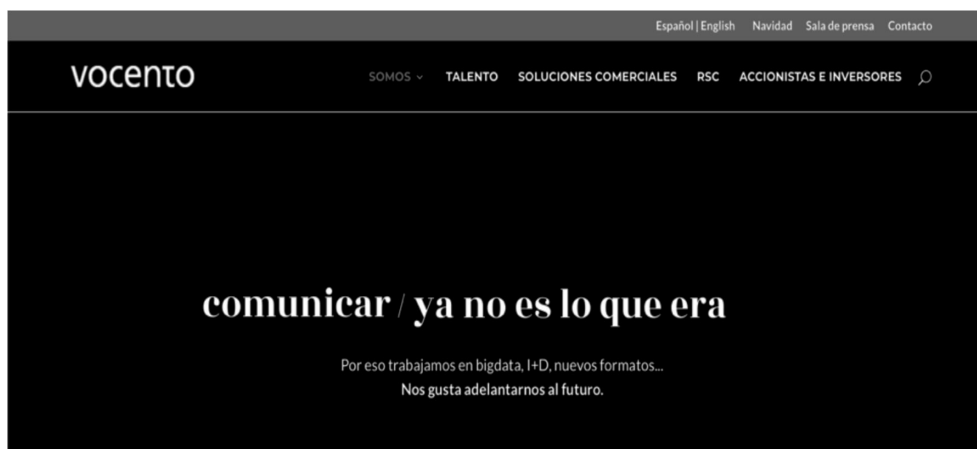 Español | English Navidad Sala de prensa Contacto
vocento SOMOS TALENTO SOLUCIONES COMERCIALES RSC ACCIONISTAS E INVERSORES
comunicar / ya no es lo que era
Por eso trabajamos en bigdata, I+D, nuevos formatos...
Nos gusta adelantarnos al futuro.